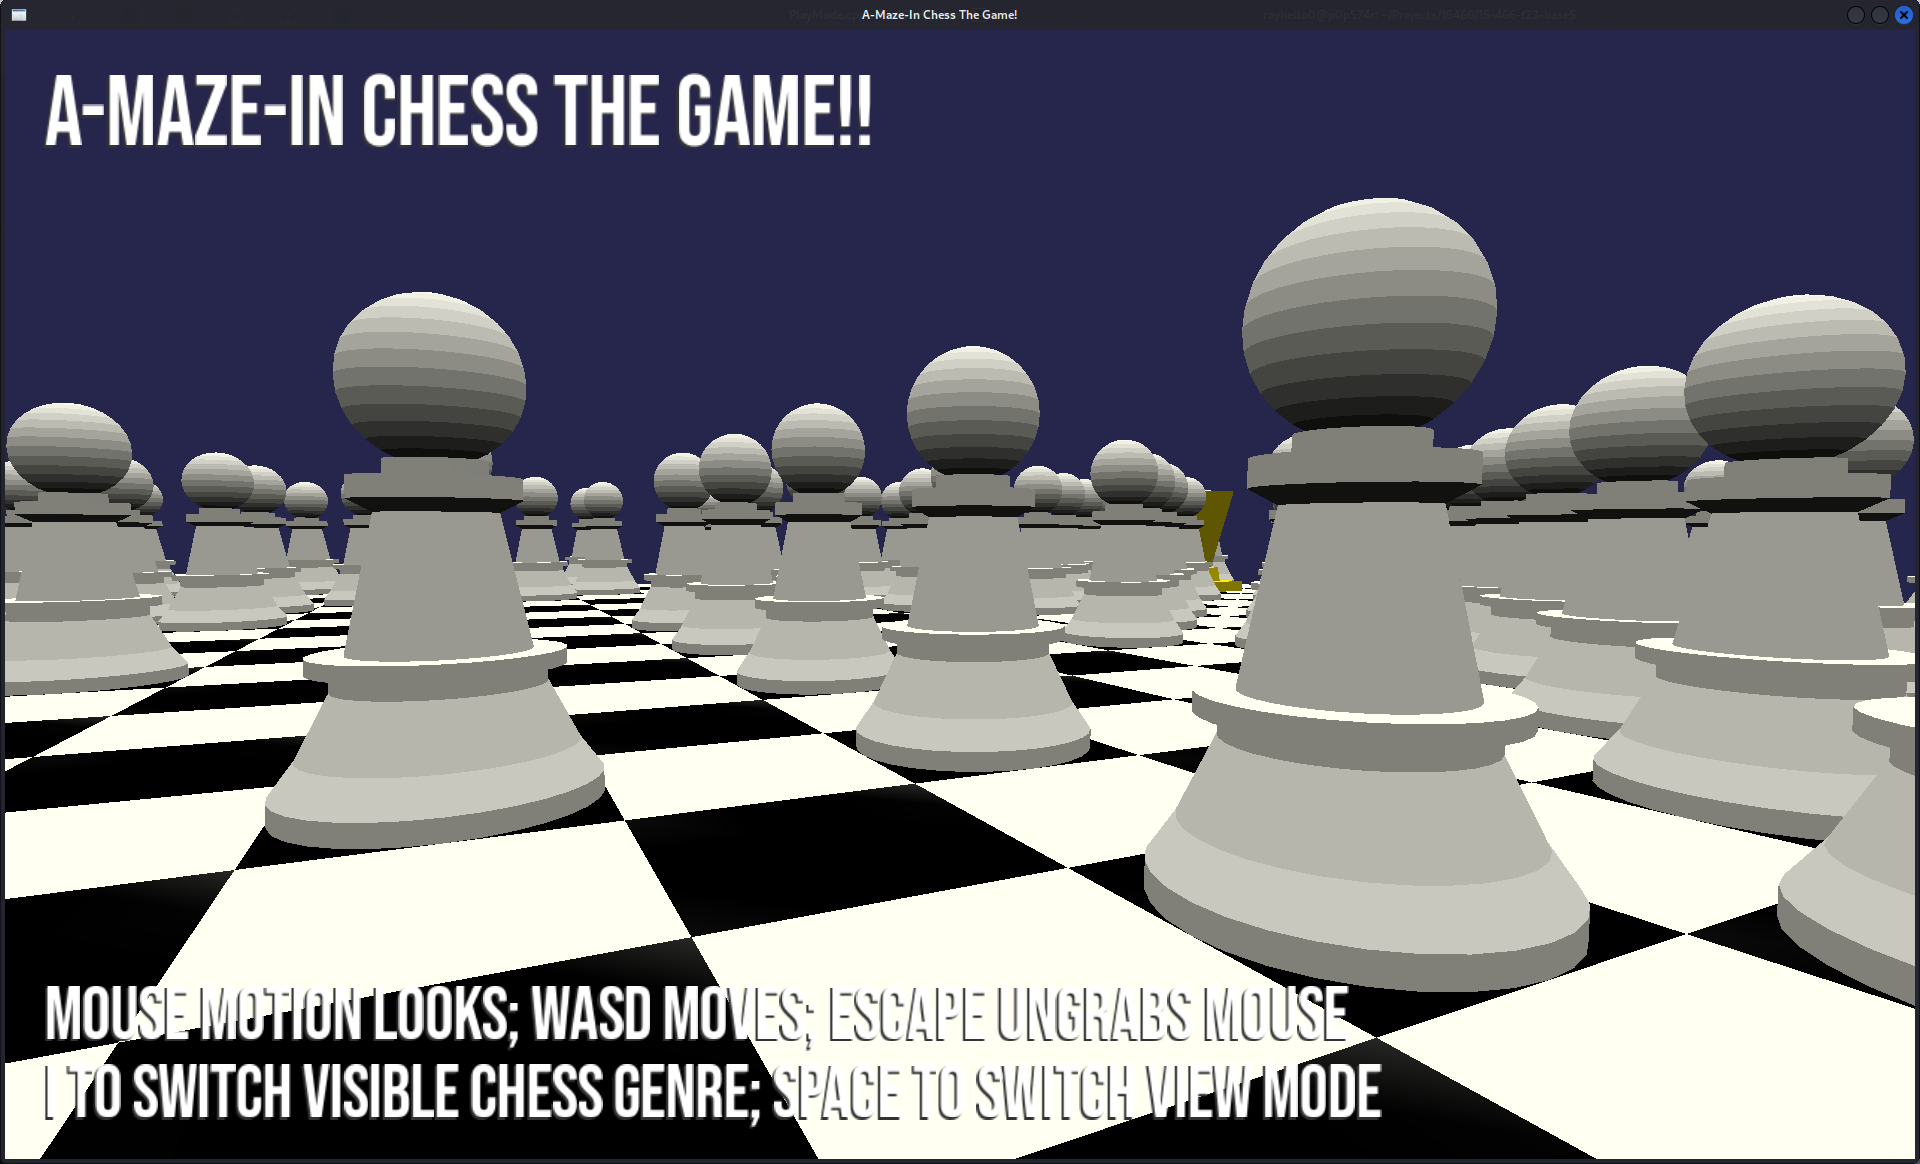 A-Maze-In Chess The Game!
A-MAZE-IN CHESS THE GAME!!
MOUSE MOTION LOOKS; WASD MOVES; ESCAPE UNGRABS MOUSE
I TO SWITCH VISIBLE CHESS GENRE; SPACE TO SWITCH VIEW MODE